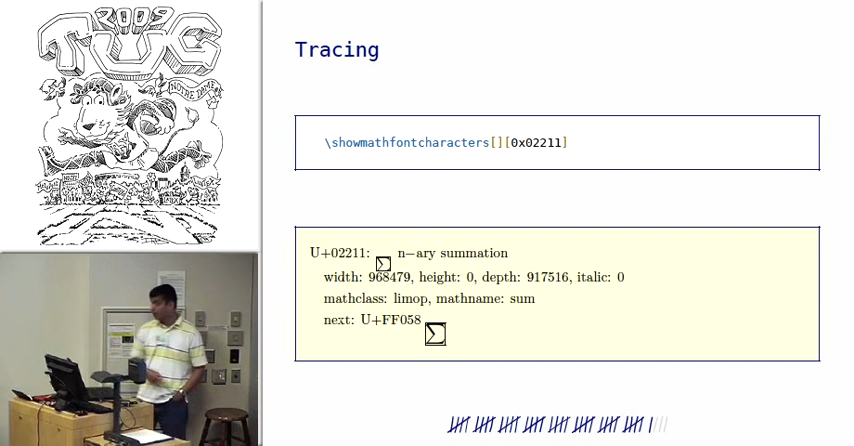 2009
TUG
NOTRE DAME
Tracing
\showmathfontcharacters[][0x02211]
U+02211: ∑ n−ary summation
width: 968479, height: 0, depth: 917516, italic: 0
mathclass: limop, mathname: sum
next: U+FF058 ∑